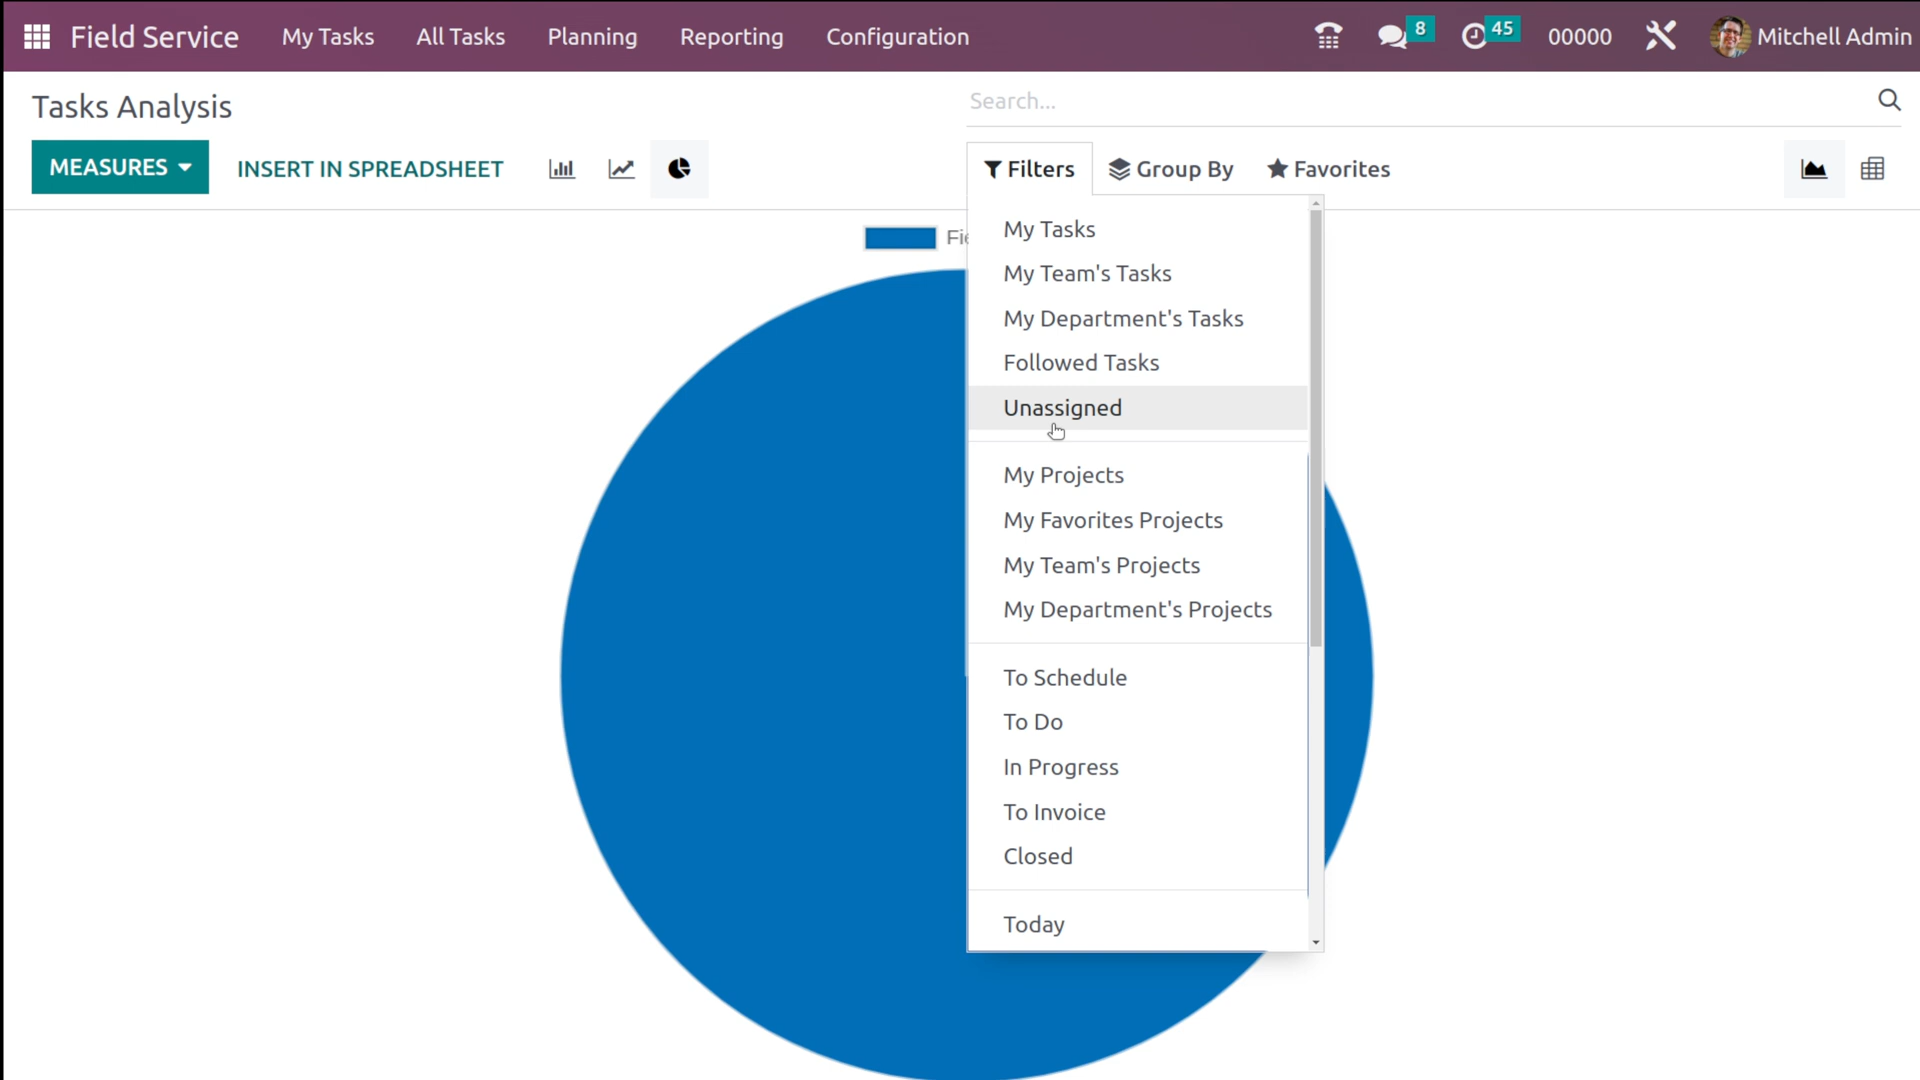 Field Service My Tasks All Tasks Planning Reporting Configuration 8 45 00000 Mitchell Admin
Tasks Analysis
Search...
MEASURES INSERT IN SPREADSHEET Filters Group By Favorites
My Tasks
My Team's Tasks
My Department's Tasks
Followed Tasks
Unassigned
My Projects
My Favorites Projects
My Team's Projects
My Department's Projects
To Schedule
To Do
In Progress
To Invoice
Closed
Today